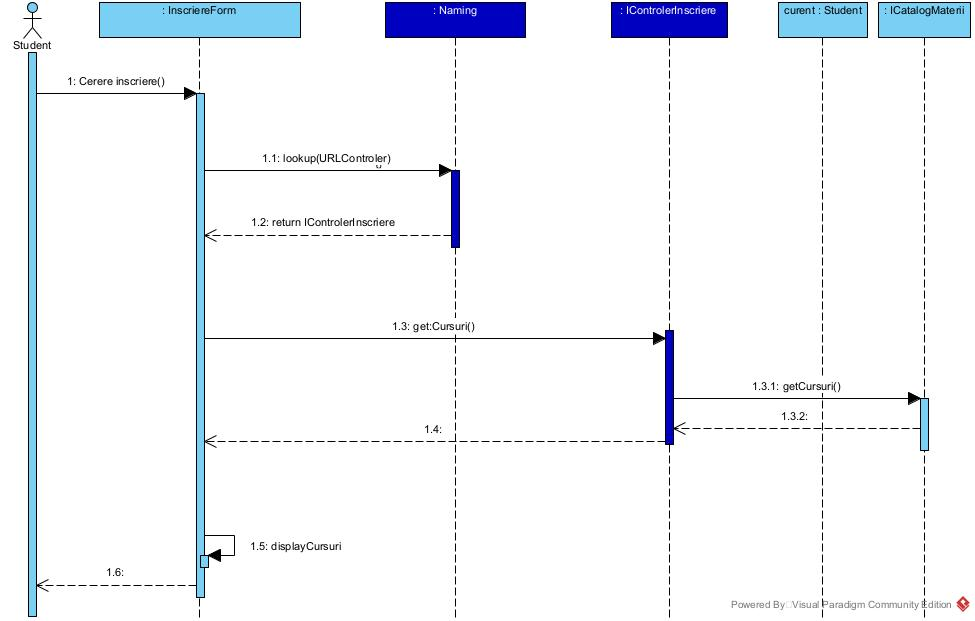 : InscriereForm
: Naming
: IControlerInscriere
curent : Student
: ICatalogMaterii
Student
1: Cerere inscriere()
1.1: lookup(URLControler)
1.2: return IControlerInscriere
1.3: get:Cursuri()
1.3.1: getCursuri()
1.3.2:
1.4:
1.5: displayCursuri
1.6:
Powered By Visual Paradigm Community Edition